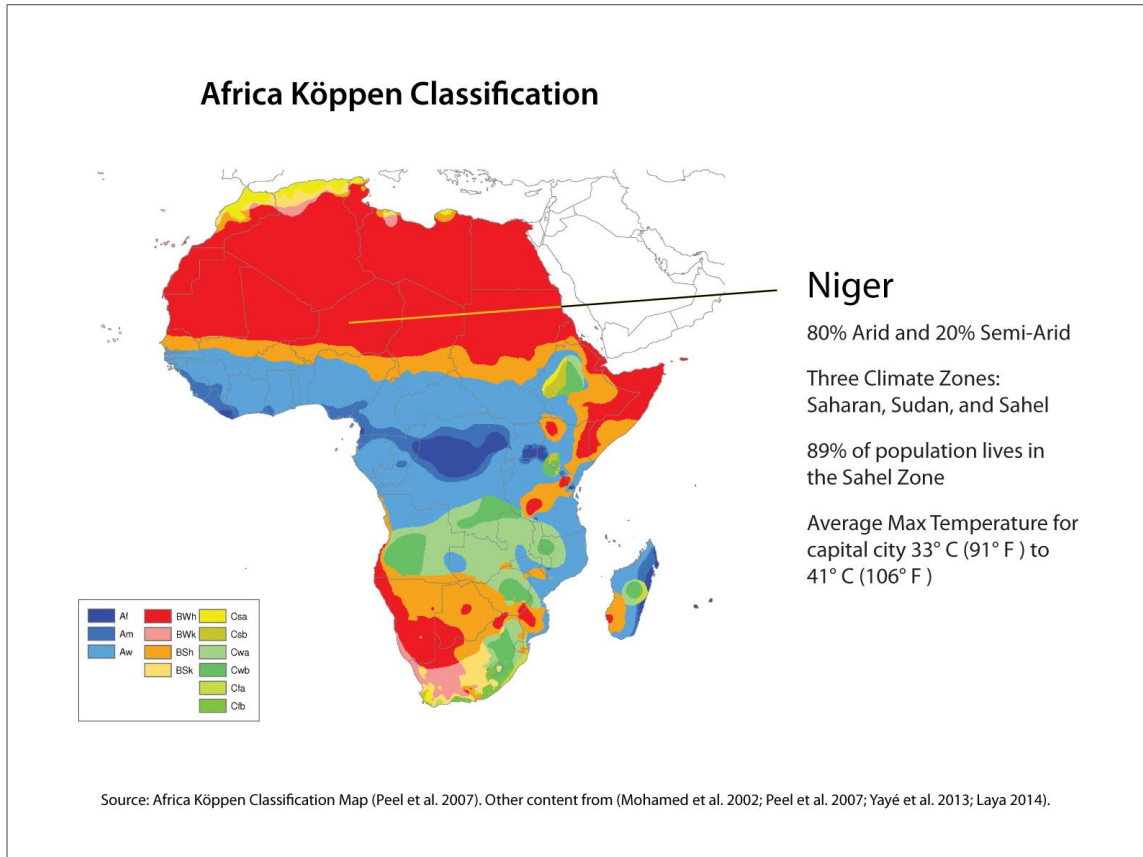 Africa Köppen Classification
Niger
80% Arid and 20% Semi-Arid
Three Climate Zones:
Saharan, Sudan, and Sahel
89% of population lives in
the Sahel Zone
Average Max Temperature for
capital city 33° C (91° F ) to
41° C (106° F )
Af BWh Csa
Am BWk Csb
Aw BSh Cwa
BSk Cwb
Cfa
Cfb
Source: Africa Köppen Classification Map (Peel et al. 2007). Other content from (Mohamed et al. 2002; Peel et al. 2007; Yayé et al. 2013; Laya 2014).